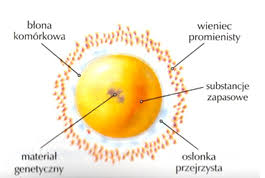 błona
komórkowa
wieniec
promienisty
substancje
zapasowe
materiał
genetyczny
osłonka
przejrzysta